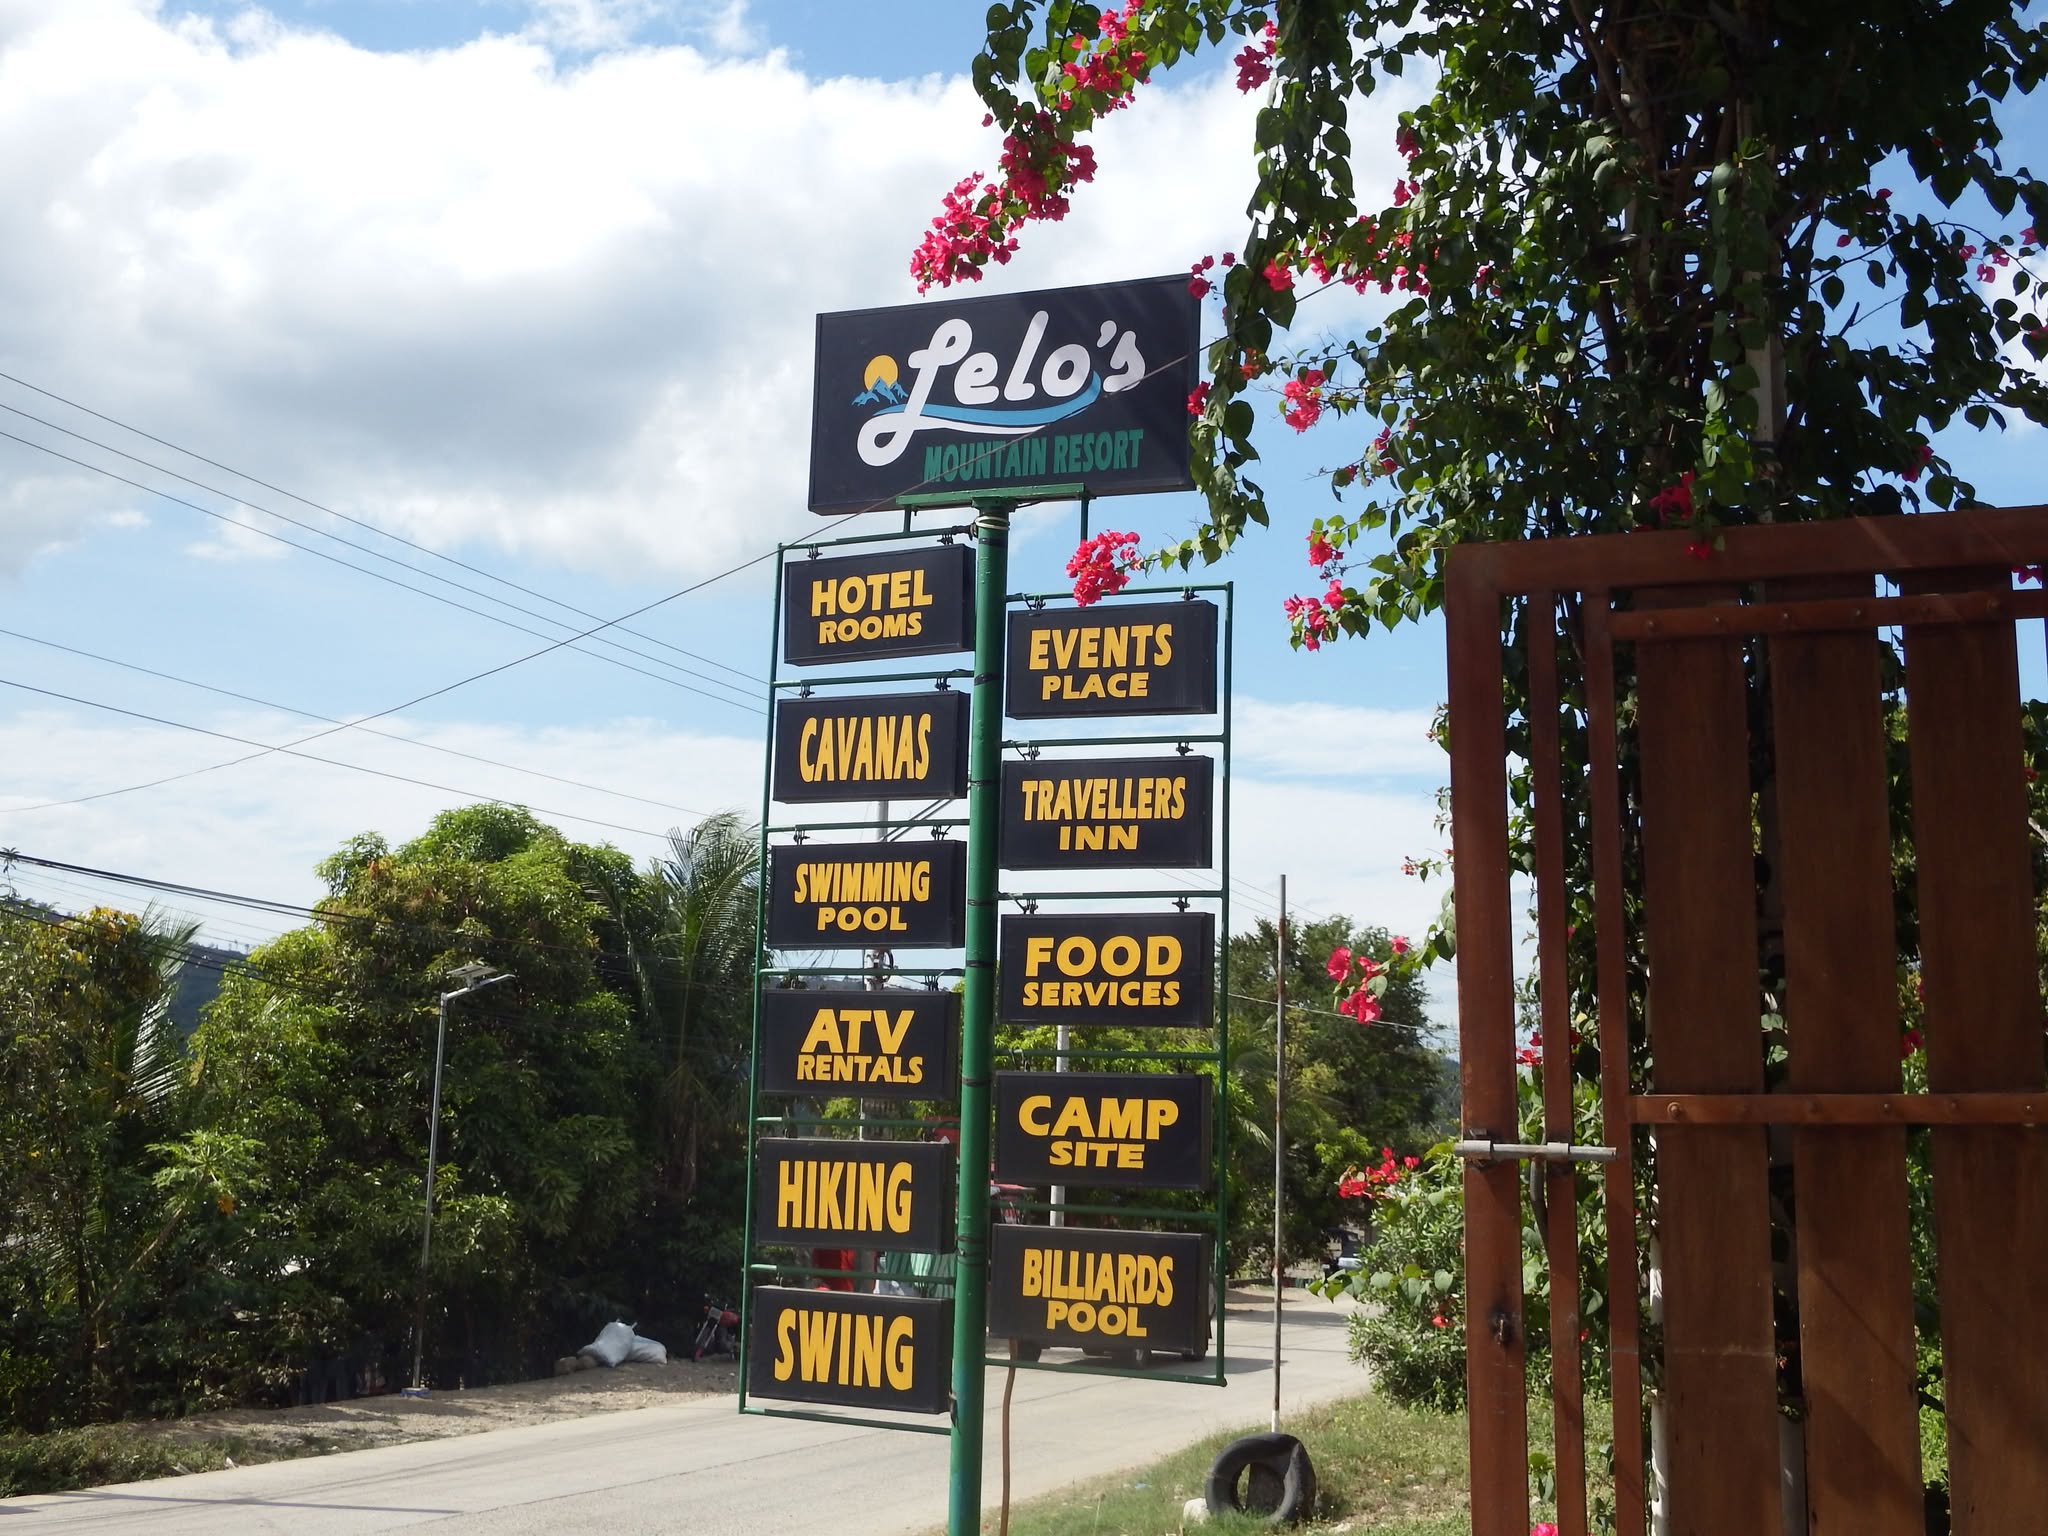 Lelo's
MOUNTAIN RESORT
HOTEL
ROOMS
CAVANAS
SWIMMING
POOL
ATV
RENTALS
HIKING
SWING
EVENTS
PLACE
TRAVELLERS
INN
FOOD
SERVICES
CAMP
SITE
BILLIARDS
POOL